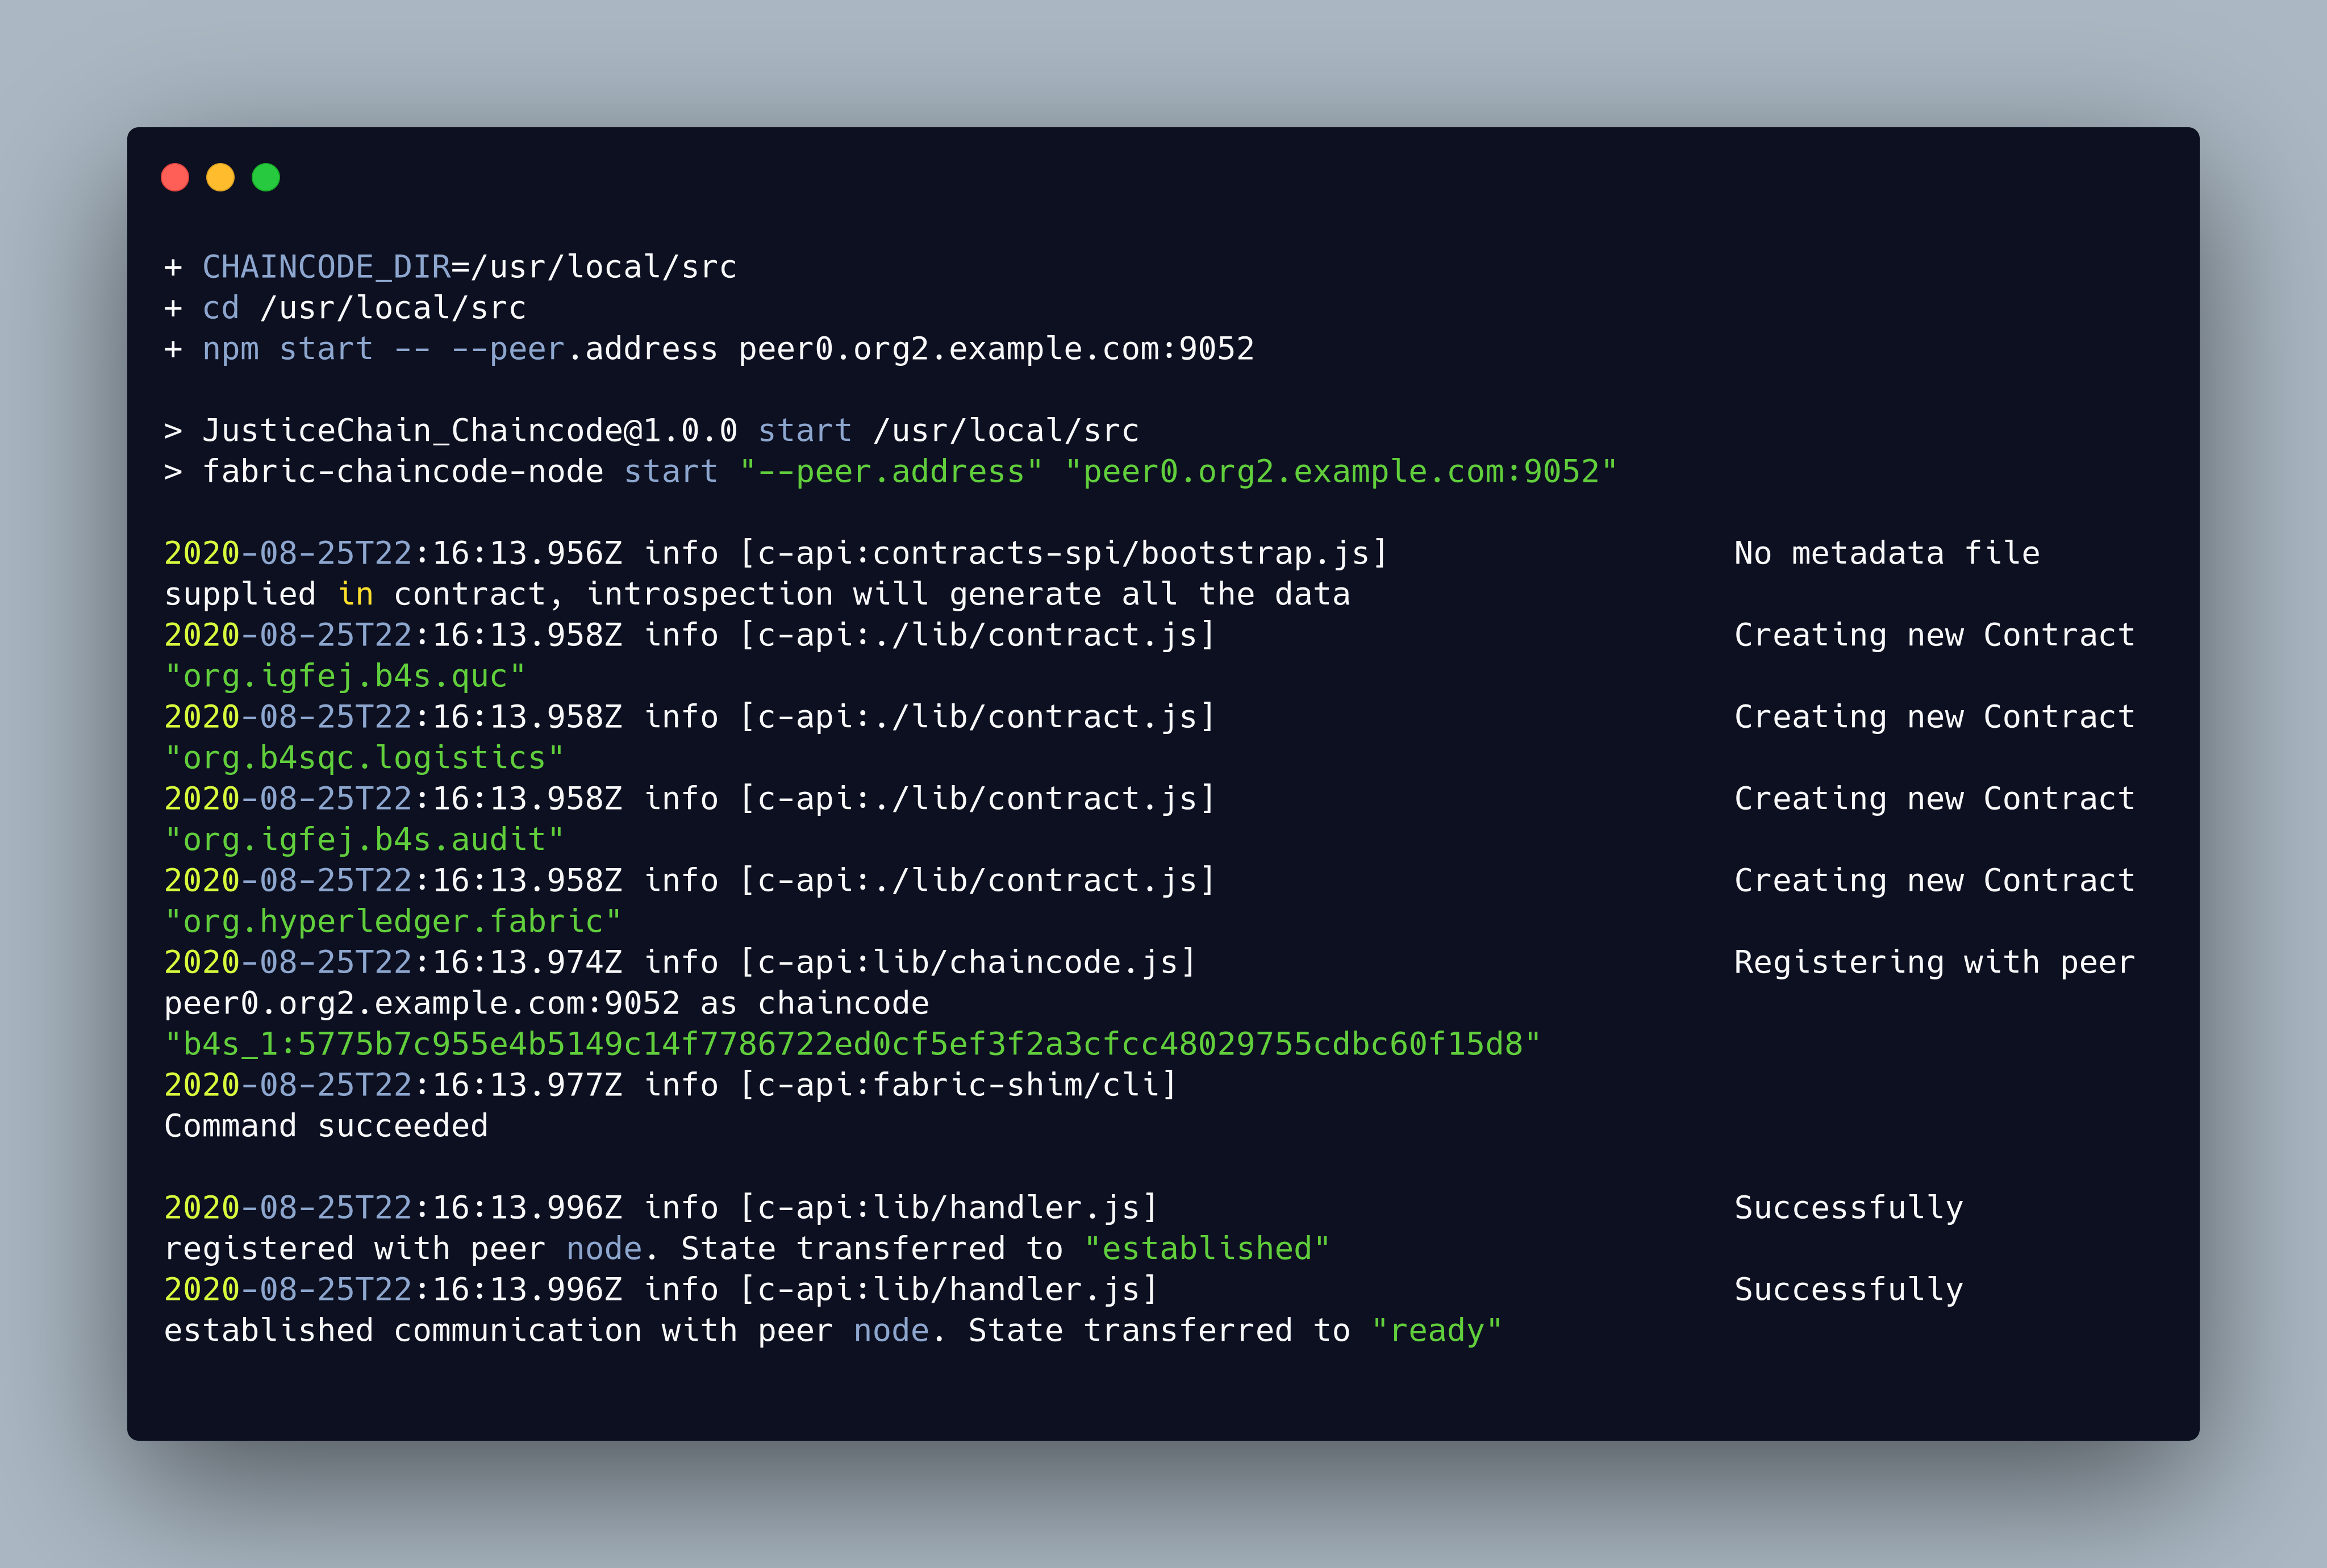 + CHAINCODE_DIR=/usr/local/src
+ cd /usr/local/src
+ npm start -- --peer.address peer0.org2.example.com:9052
> JusticeChain_Chaincode@1.0.0 start /usr/local/src
> fabric-chaincode-node start "--peer.address" "peer0.org2.example.com:9052"
2020-08-25T22:16:13.956Z info [c-api:contracts-spi/bootstrap.js] No metadata file
supplied in contract, introspection will generate all the data
2020-08-25T22:16:13.958Z info [c-api:./lib/contract.js] Creating new Contract
"org.igfej.b4s.quc"
2020-08-25T22:16:13.958Z info [c-api:./lib/contract.js] Creating new Contract
"org.b4sqc.logistics"
2020-08-25T22:16:13.958Z info [c-api:./lib/contract.js] Creating new Contract
"org.igfej.b4s.audit"
2020-08-25T22:16:13.958Z info [c-api:./lib/contract.js] Creating new Contract
"org.hyperledger.fabric"
2020-08-25T22:16:13.974Z info [c-api:lib/chaincode.js] Registering with peer
peer0.org2.example.com:9052 as chaincode
"b4s_1:5775b7c955e4b5149c14f7786722ed0cf5ef3f2a3cfcc48029755cdbc60f15d8"
2020-08-25T22:16:13.977Z info [c-api:fabric-shim/cli]
Command succeeded
2020-08-25T22:16:13.996Z info [c-api:lib/handler.js] Successfully
registered with peer node. State transferred to "established"
2020-08-25T22:16:13.996Z info [c-api:lib/handler.js] Successfully
established communication with peer node. State transferred to "ready"